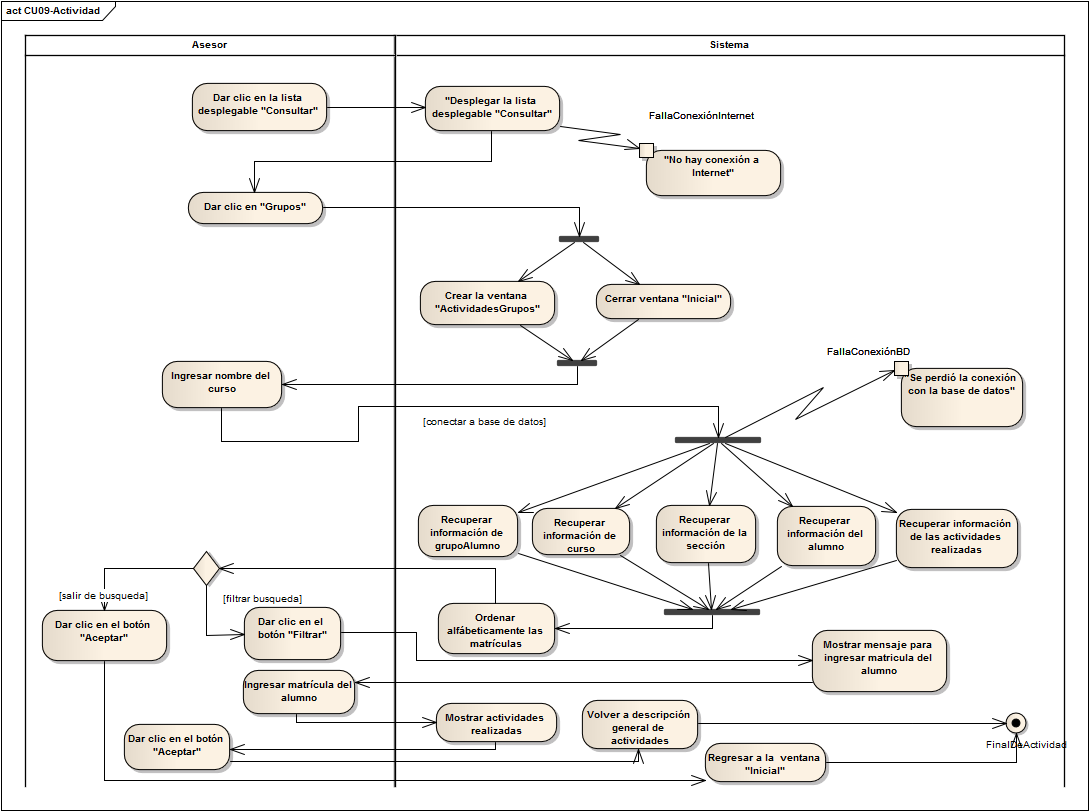 act CU09-Actividad
Asesor
Sistema
Dar clic en la lista
desplegable "Consultar"
"Desplegar la lista
desplegable "Consultar"
FallaConexiónInternet
"No hay conexión a
Internet"
Dar clic en "Grupos"
Crear la ventana
"ActividadesGrupos"
Cerrar ventana "Inicial"
Ingresar nombre del
curso
FallaConexiónBD
Se perdió la conexión
con la base de datos"
[conectar a base de datos]
Recuperar
información de
grupoAlumno
Recuperar
información de
curso
Recuperar
información de la
sección
Recuperar
información del
alumno
Recuperar información
de las actividades
realizadas
[salir de busqueda]
[filtrar busqueda]
Dar clic en el botón
"Aceptar"
Dar clic en el
botón "Filtrar"
Ordenar
alfábeticamente las
matrículas
Mostrar mensaje para
ingresar matricula del
alumno
Ingresar matrícula del
alumno
Mostrar actividades
realizadas
Volver a descripción
general de
actividades
Dar clic en el botón
"Aceptar"
Regresar a la ventana
"Inicial"
FinalDeActividad